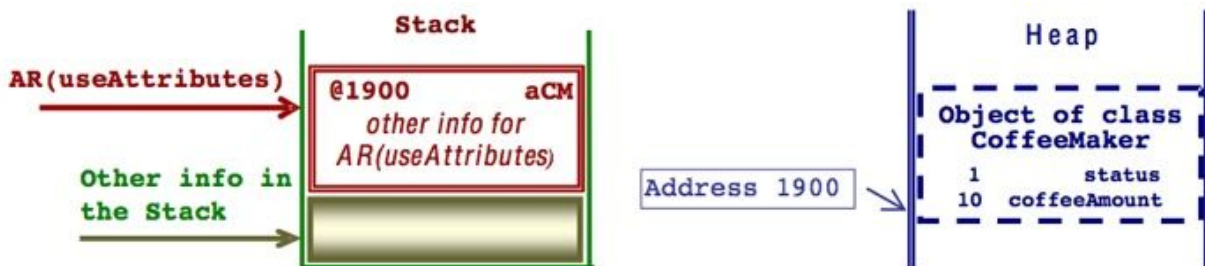 Stack
AR(useAttributes)
@1900 aCM
other info for
AR(useAttributes)
Other info in
the Stack
Heap
Object of class
CoffeeMaker
1 status
10 coffeeAmount
Address 1900